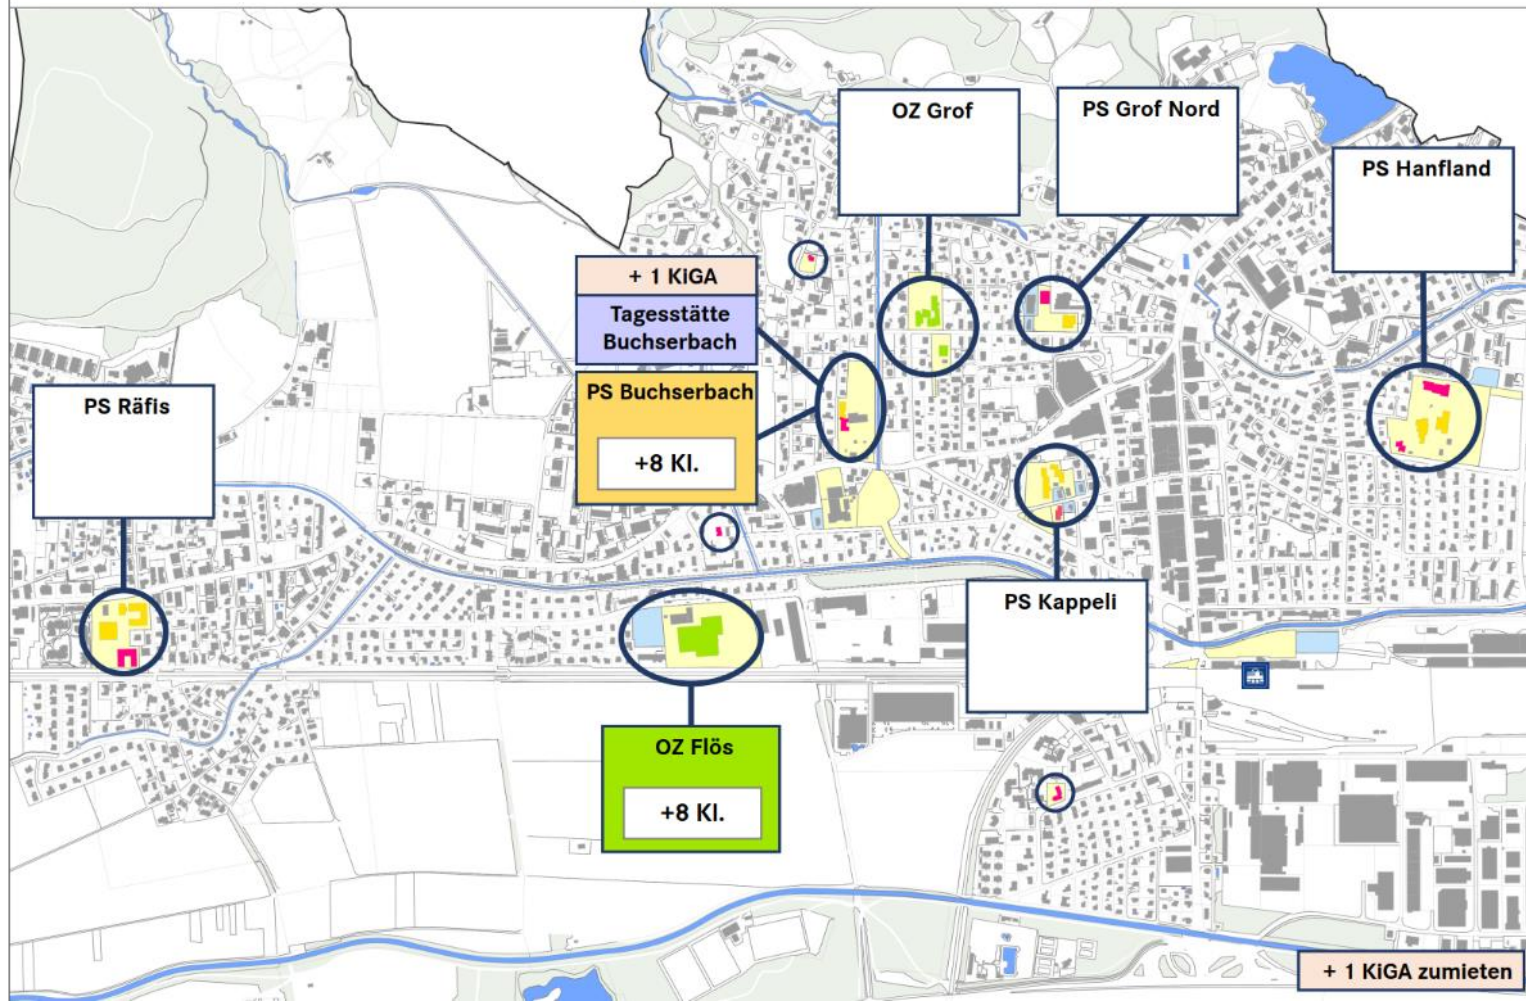 OZ Grof
PS Grof Nord
PS Hanfland
+ 1 KiGA
Tagesstätte
Buchserbach
PS Buchserbach
+8 Kl.
PS Räfis
PS Kappeli
OZ Flös
+8 Kl.
+ 1 KiGA zumieten